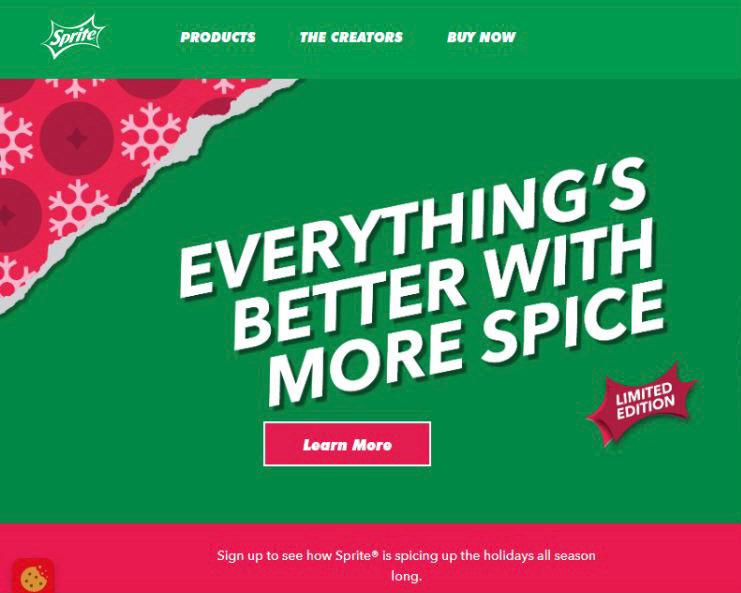 Sprite
PRODUCTS
THE CREATORS
BUY NOW
EVERYTHING'S
BETTER WITH
MORE SPICE
LIMITED
EDITION
Learn More
Sign up to see how Sprite® is spicing up the holidays all season
long.